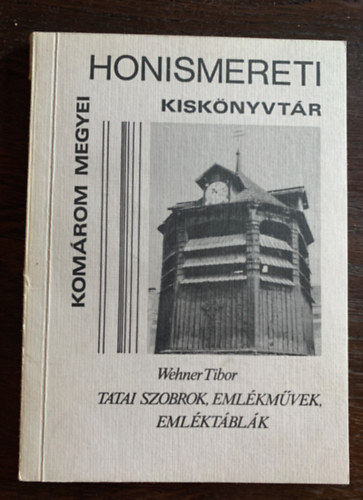 KOMÁROM MEGYEI
HONISMERETI
KISKÖNYVTÁR
Wehner Tibor
TATAI SZOBROK, EMLÉKMŰVEK,
EMLÉKTÁBLÁK